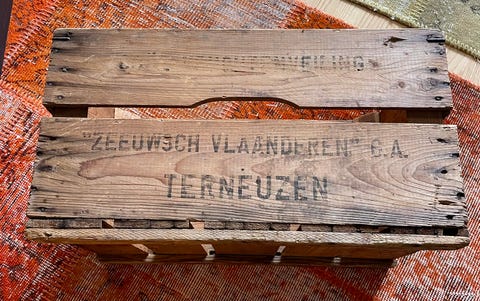 "ZEEUWSCH VLAANDEREN" G.A.
TERNEUZEN